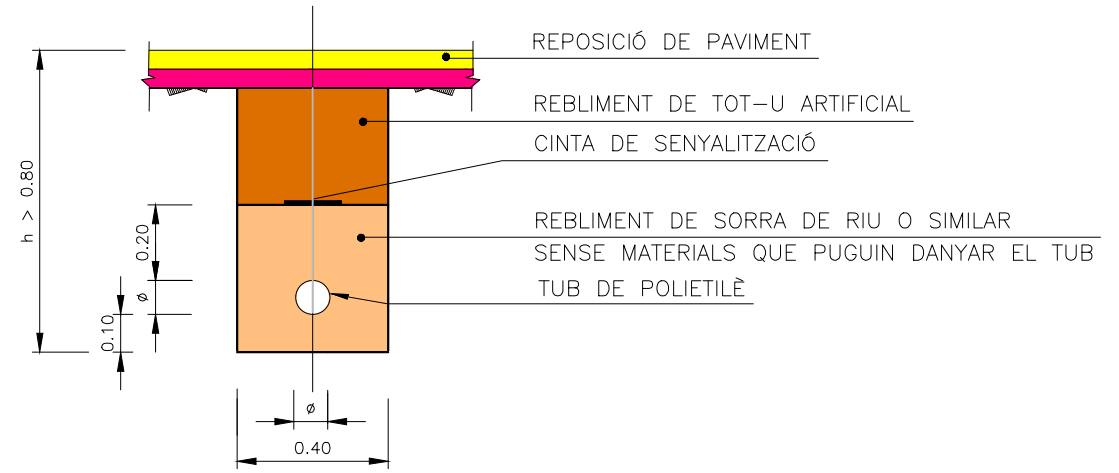 REPOSICIÓ DE PAVIMENT
REBLIMENT DE TOT-U ARTIFICIAL
CINTA DE SENYALITZACIÓ
REBLIMENT DE SORRA DE RIU O SIMILAR
SENSE MATERIALS QUE PUGUIN DANYAR EL TUB
TUB DE POLIETILÈ
h > 0.80
0.20
ø
0.10
ø
0.40